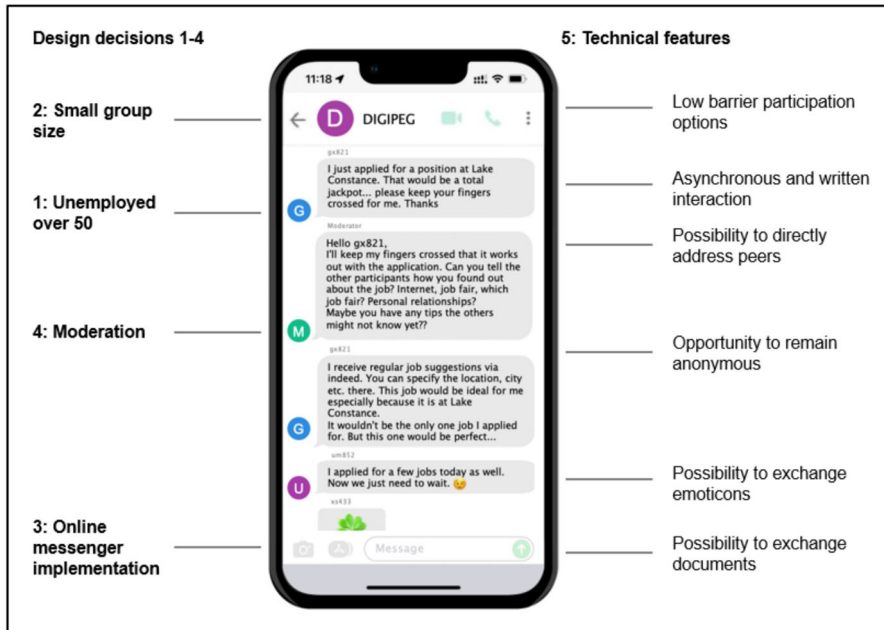 Design decisions 1-4
5: Technical features
2: Small group
size
1: Unemployed
over 50
4: Moderation
3: Online
messenger
implementation
11:18
D
DIGIPEG
gx821
I just applied for a position at Lake
Constance. That would be a total
jackpot... please keep your fingers
crossed for me. Thanks
G
Moderator
Hello gx821,
I'll keep my fingers crossed that it works
out with the application. Can you tell the
other participants how you found out
about the job? Internet, job fair, which
job fair? Personal relationships?
Maybe you have any tips the others
might not know yet??
M
gx821
I receive regular job suggestions via
indeed. You can specify the location, city
etc. there. This job would be ideal for me
especially because it is at Lake
Constance.
It wouldn't be the only one job I applied
for. But this one would be perfect...
G
um852
I applied for a few jobs today as well.
Now we just need to wait. 😉
U
xs433
Message
Low barrier participation
options
Asynchronous and written
interaction
Possibility to directly
address peers
Opportunity to remain
anonymous
Possibility to exchange
emoticons
Possibility to exchange
documents